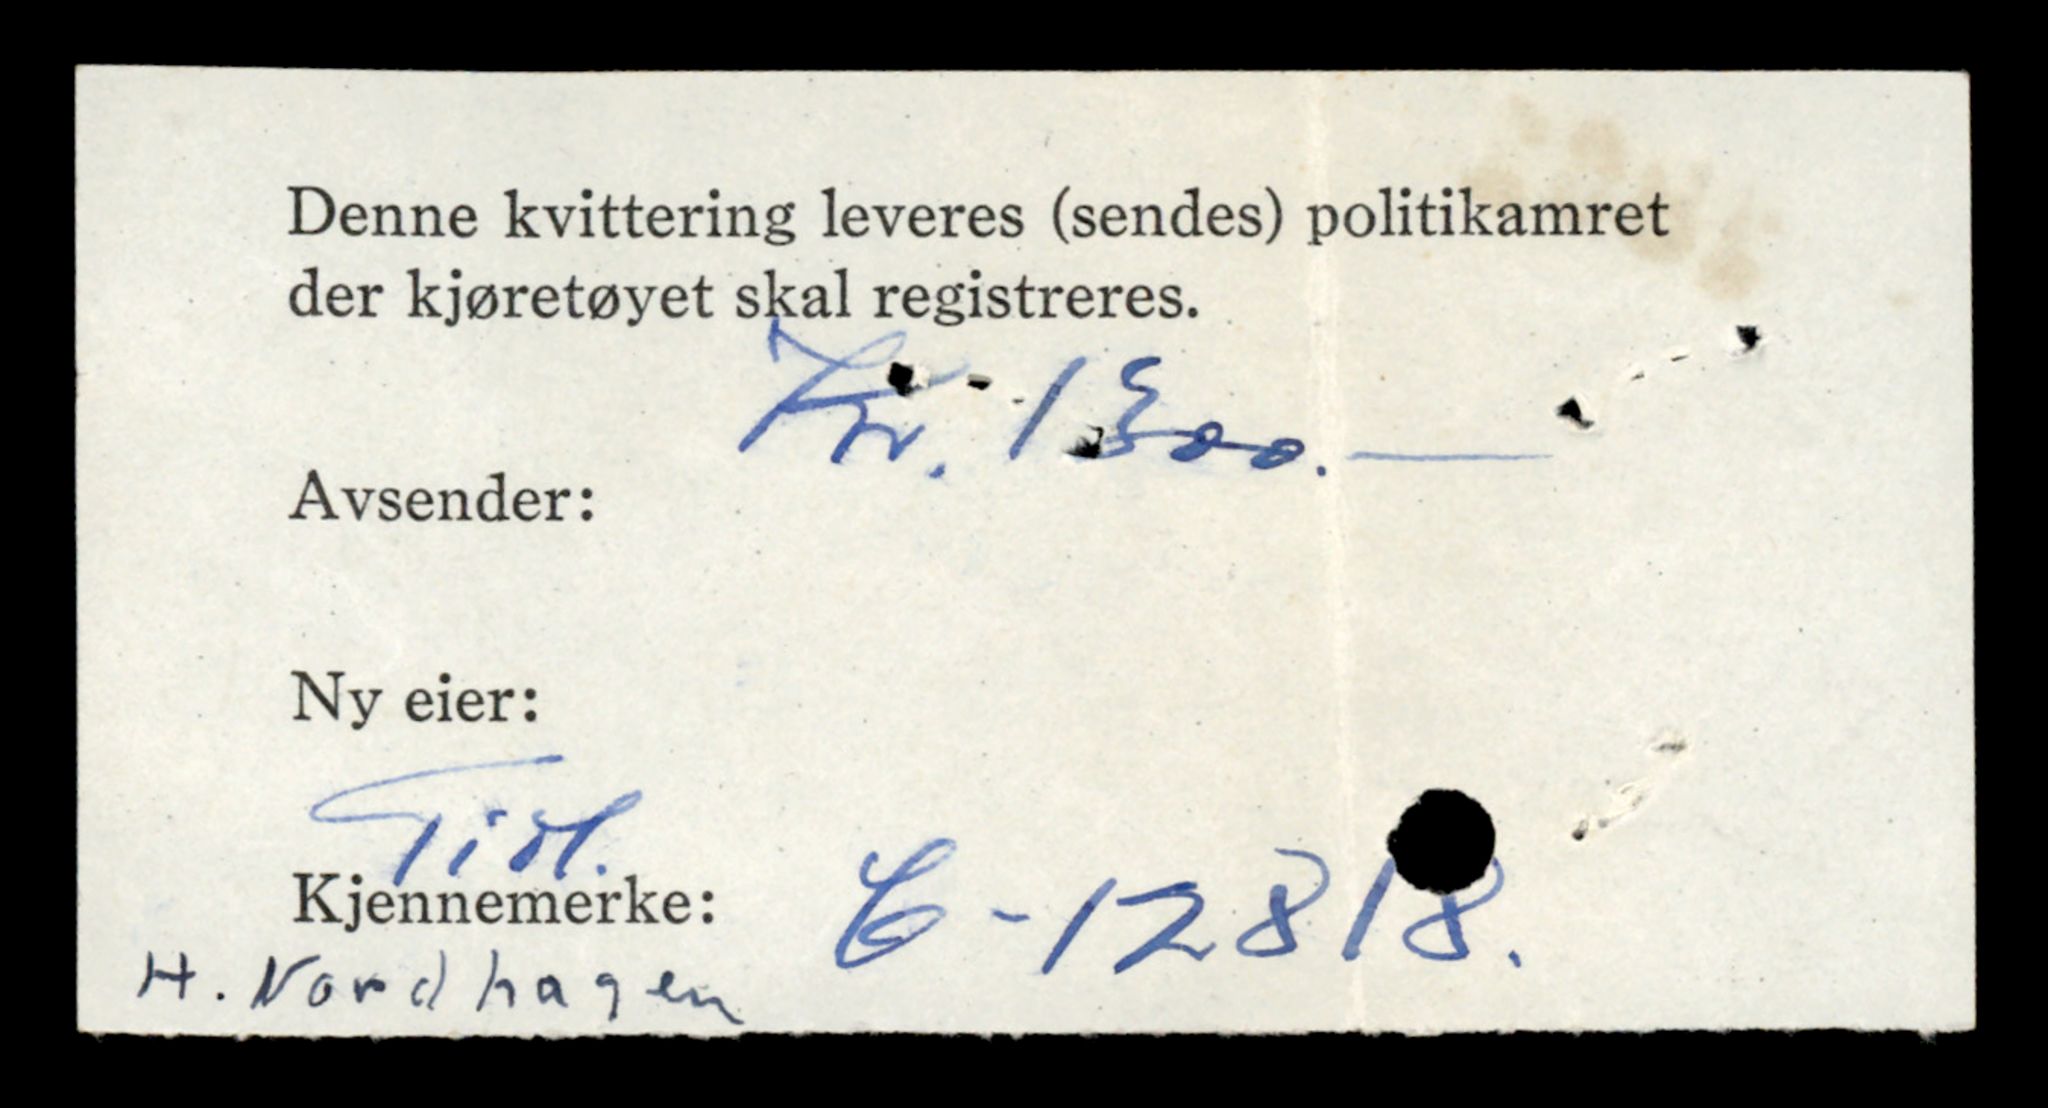 Denne kvittering leveres (sendes) politikamret
der kjøretøyet skal registreres.
Kr. 1300.—
Avsender:
Ny eier:
Tidl.
Kjennemerke: C-12818.
H. Nordhagen